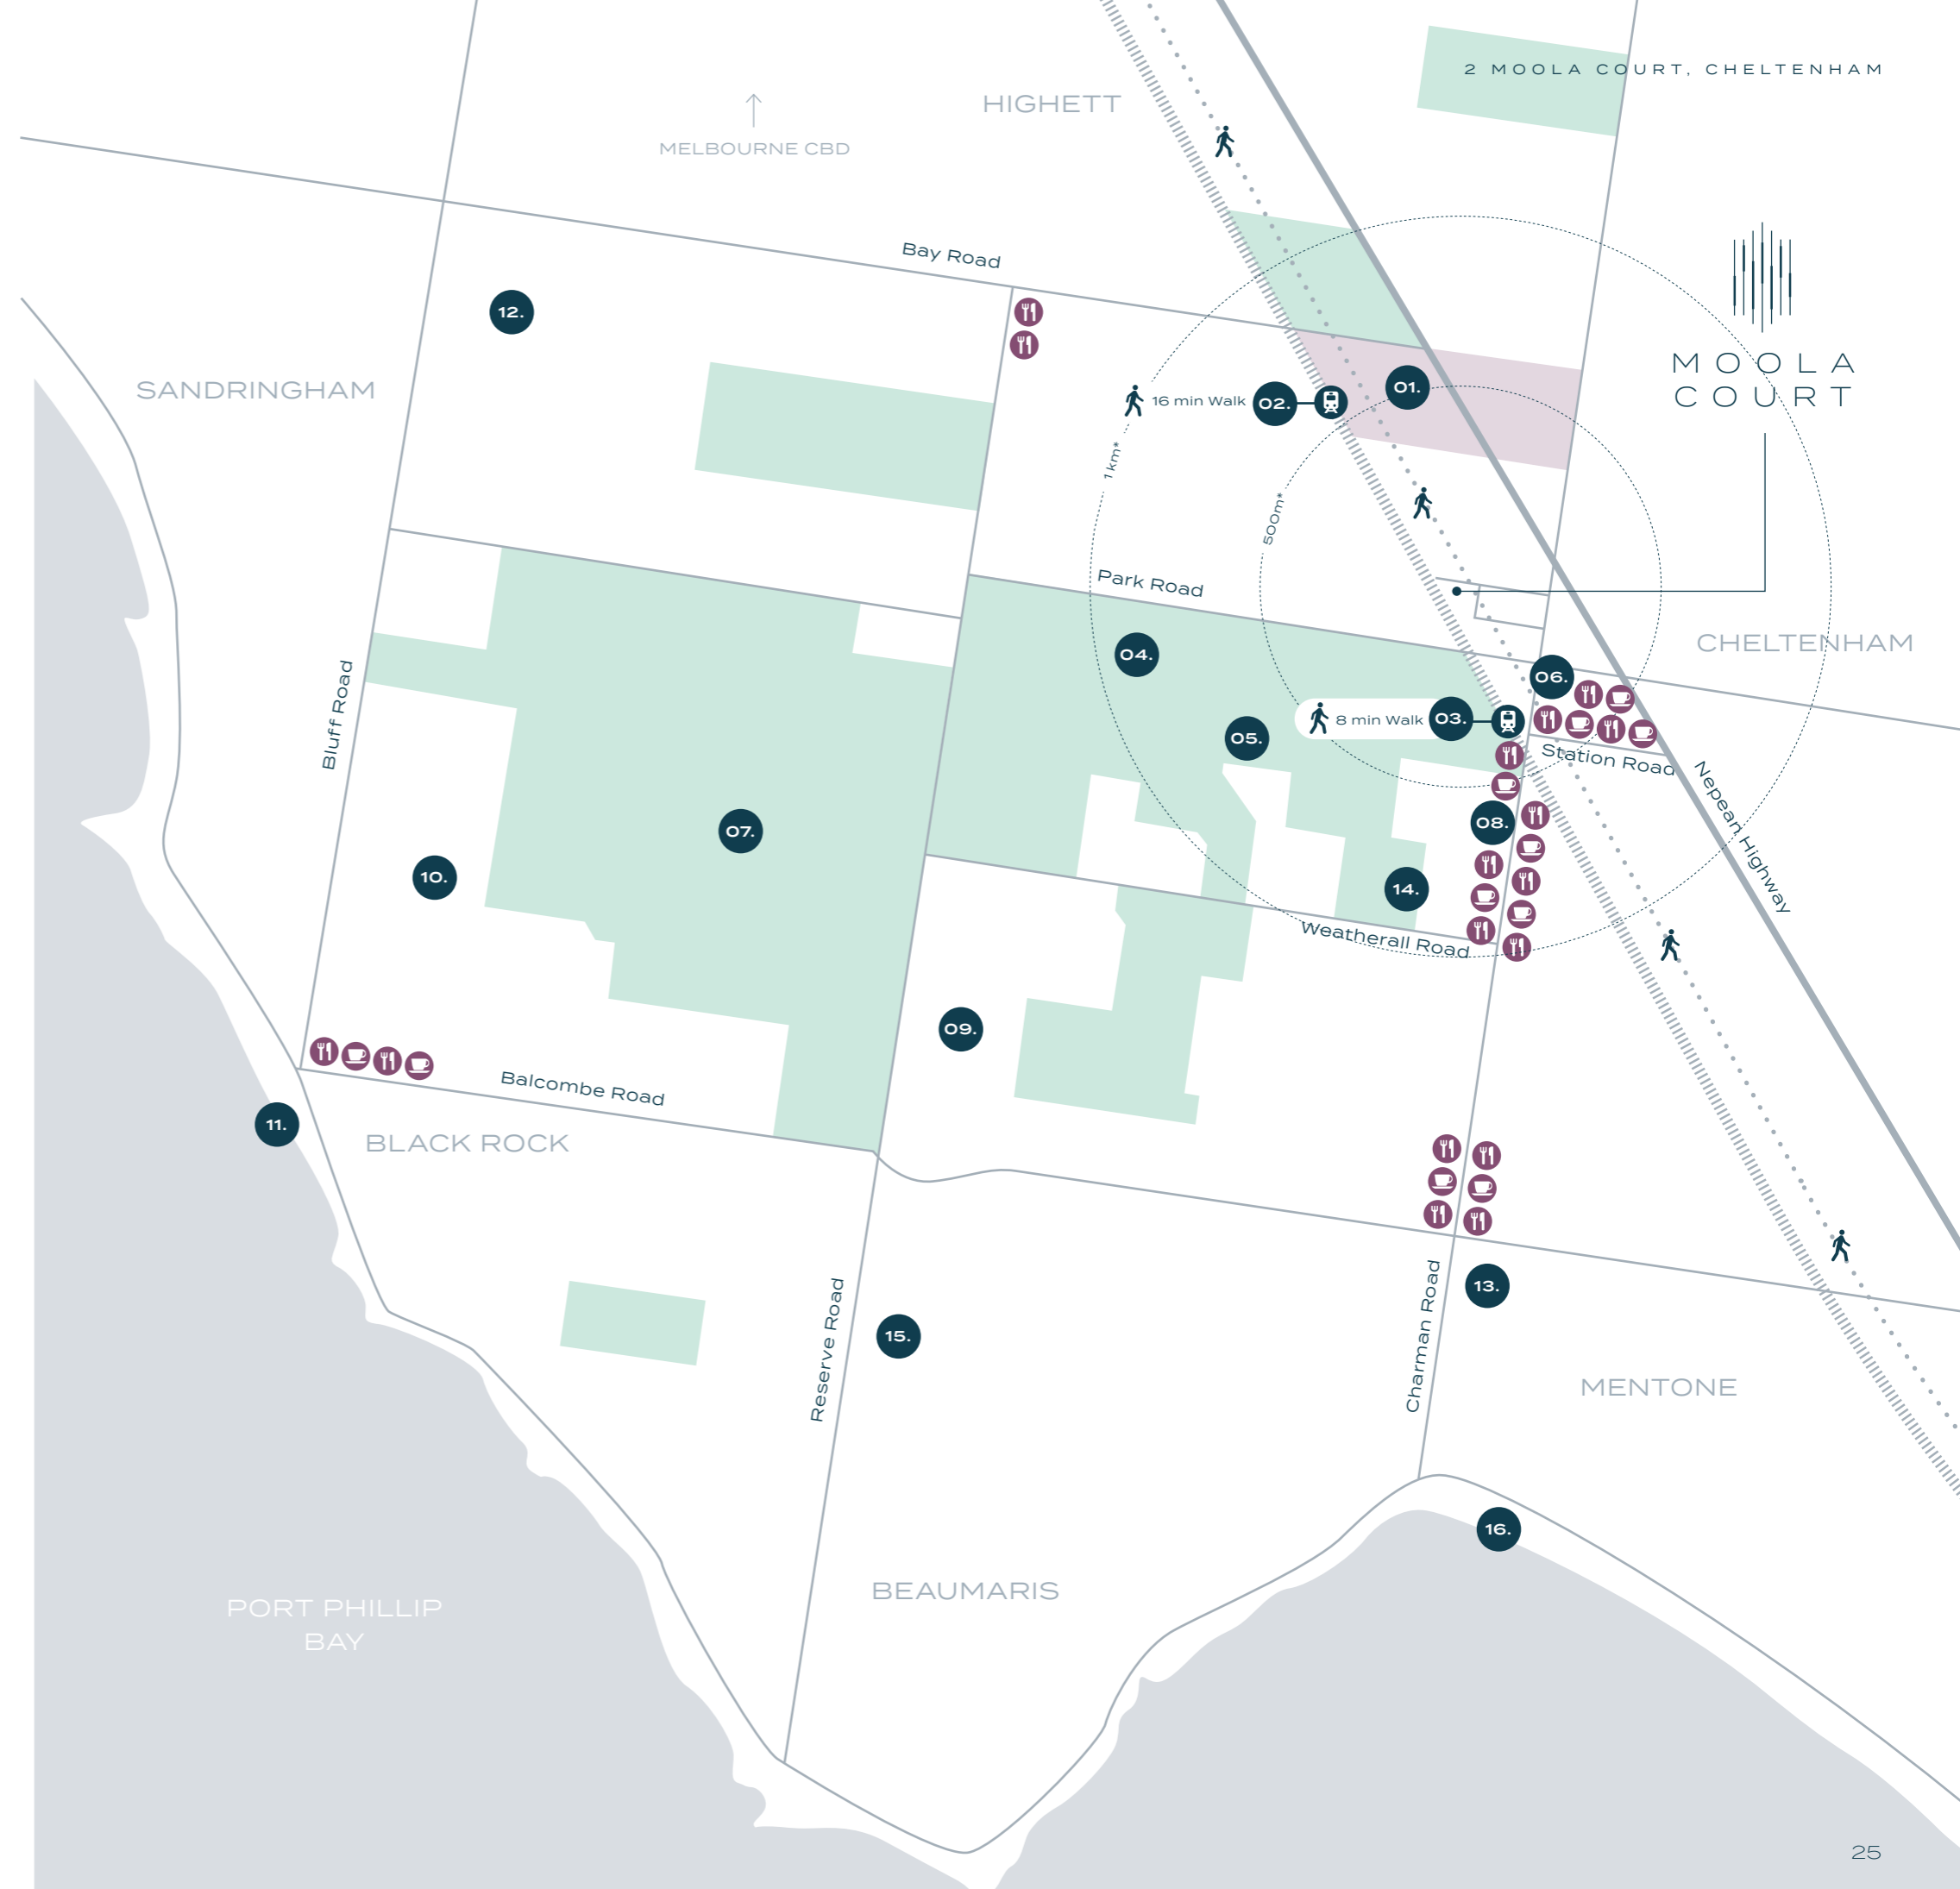 2 MOOLA COURT, CHELTENHAM
HIGHETT
MELBOURNE CBD
Bay Road
12.
SANDRINGHAM
MOOLA
COURT
01.
16 min Walk
02.
1km*
500m*
Park Road
CHELTENHAM
04.
06.
8 min Walk
03.
05.
Station Road
Bluff Road
Nepean Highway
07.
08.
10.
14.
Weatherall Road
09.
Balcombe Road
11.
BLACK ROCK
13.
Reserve Road
15.
Charman Road
MENTONE
16.
BEAUMARIS
PORT PHILLIP
BAY
25